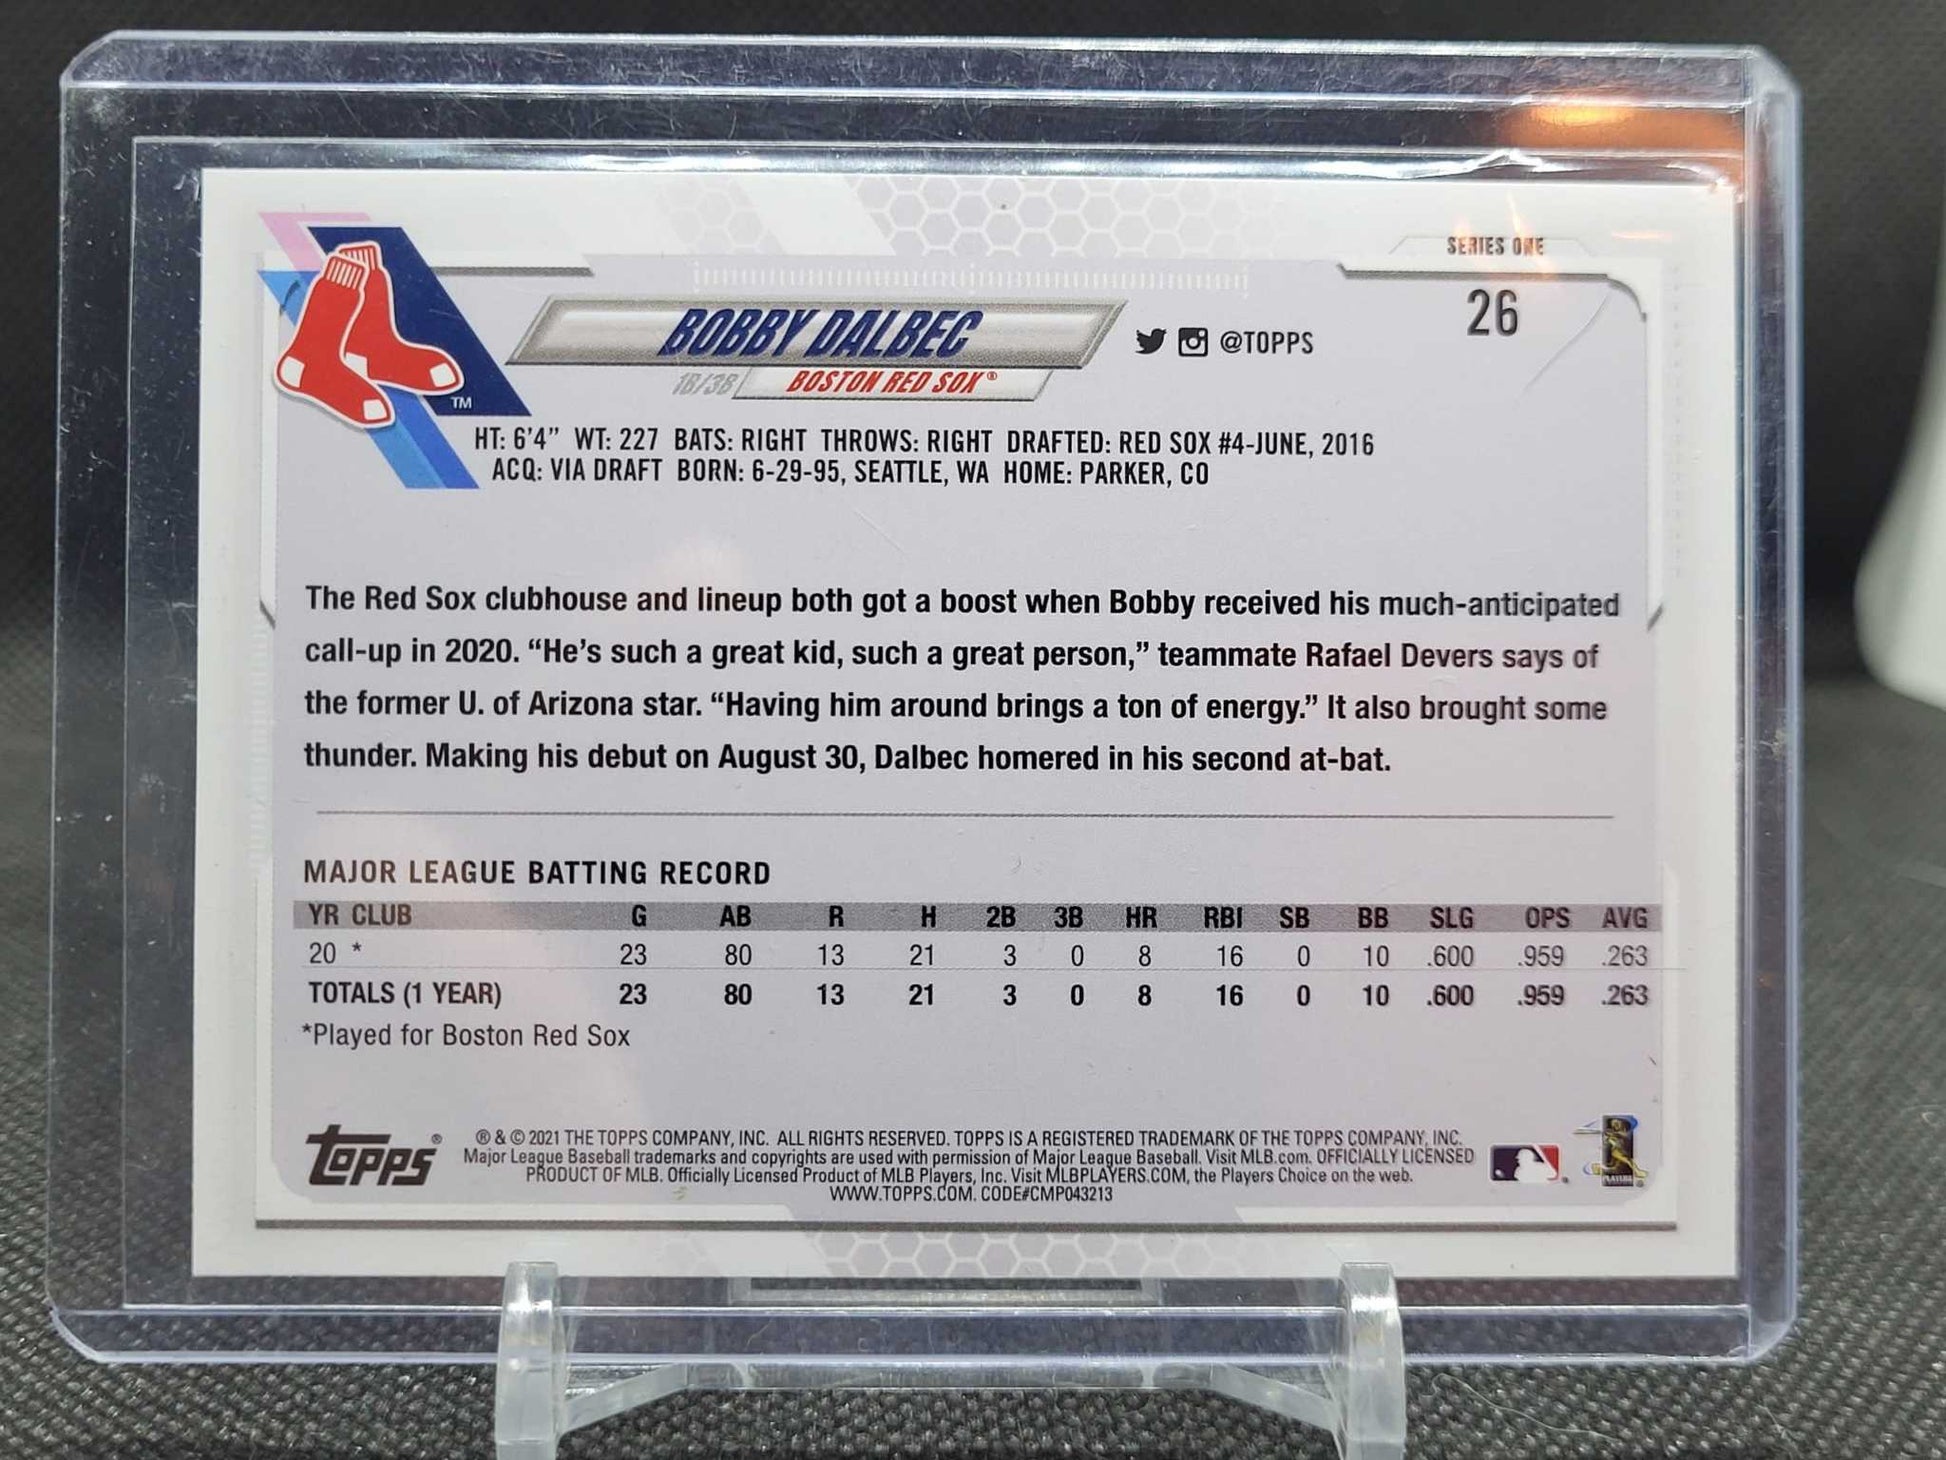 SERIES ONE
26
BOBBY DALBEC
@TOPPS
1B/3B BOSTON RED SOX®
TM
HT: 6'4” WT: 227 BATS: RIGHT THROWS: RIGHT DRAFTED: RED SOX #4-JUNE, 2016
ACQ: VIA DRAFT BORN: 6-29-95, SEATTLE, WA HOME: PARKER, CO
The Red Sox clubhouse and lineup both got a boost when Bobby received his much-anticipated
call-up in 2020. “He’s such a great kid, such a great person,” teammate Rafael Devers says of
the former U. of Arizona star. “Having him around brings a ton of energy.” It also brought some
thunder. Making his debut on August 30, Dalbec homered in his second at-bat.
MAJOR LEAGUE BATTING RECORD
YR CLUB G AB R H 2B 3B HR RBI SB BB SLG OPS AVG
20 * 23 80 13 21 3 0 8 16 0 10 .600 .959 .263
TOTALS (1 YEAR) 23 80 13 21 3 0 8 16 0 10 .600 .959 .263
*Played for Boston Red Sox
topps®
® & © 2021 THE TOPPS COMPANY, INC. ALL RIGHTS RESERVED. TOPPS IS A REGISTERED TRADEMARK OF THE TOPPS COMPANY, INC.
Major League Baseball trademarks and copyrights are used with permission of Major League Baseball. Visit MLB.com. OFFICIALLY LICENSED
PRODUCT OF MLB. Officially Licensed Product of MLB Players, Inc. Visit MLBPLAYERS.COM, the Players Choice on the web.
WWW.TOPPS.COM. CODE#CMP043213
PLAYERS